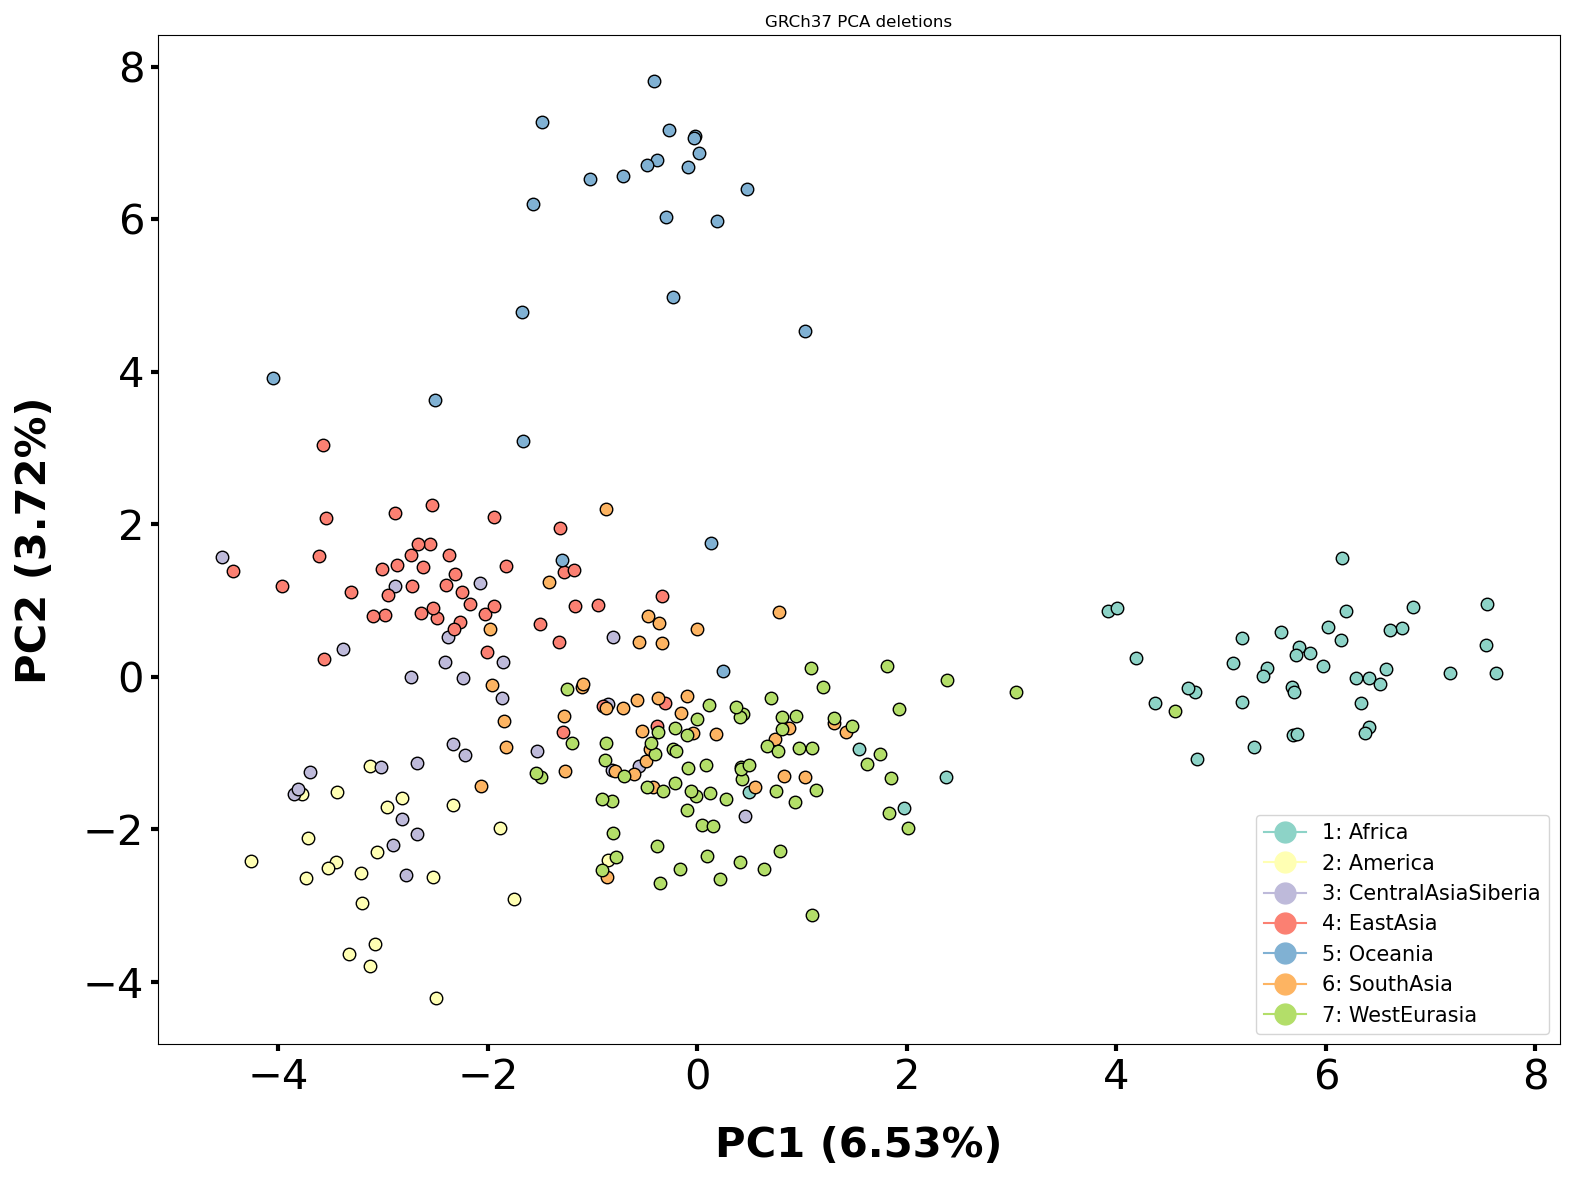 GRCh37 PCA deletions
8
6
4
2
0
−2
−4
PC2 (3.72%)
1: Africa
2: America
3: CentralAsiaSiberia
4: EastAsia
5: Oceania
6: SouthAsia
7: WestEurasia
−4 −2 0 2 4 6 8
PC1 (6.53%)